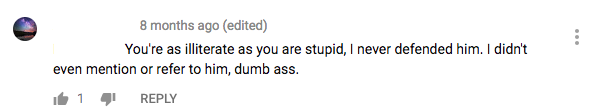 8 months ago (edited)
You're as illiterate as you are stupid, I never defended him. I didn't
even mention or refer to him, dumb ass.
1 REPLY